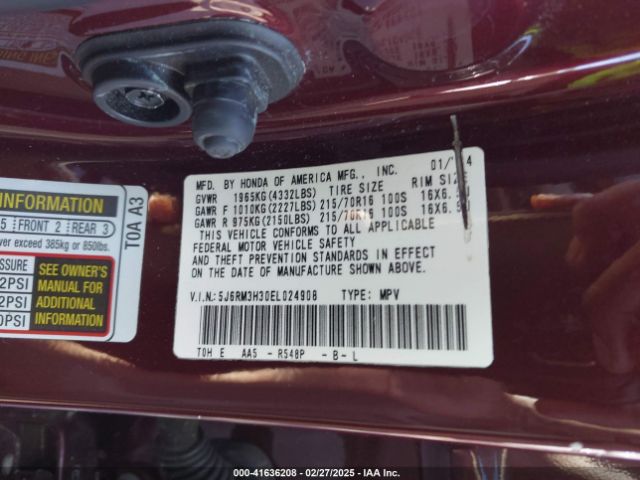 INFORMATION
5 FRONT 2 REAR 3
ver exceed 385kg or 850lbs.
TOA A3
SSURE
2PSI
2PSI
0PSI
SEE OWNER'S
MANUAL FOR
ADDITIONAL
INFORMATION
MFD. BY HONDA OF AMERICA MFG., INC. 01/ 4
GVWR 1965KG(4332LBS) TIRE SIZE RIM SIZE
GAWR F 1010KG(2227LBS) 215/70R16 100S 16X6.
GAWR R 975KG(2150LBS) 215/70R16 100S 16X6.
THIS VEHICLE CONFORMS TO ALL APPLICABLE
FEDERAL MOTOR VEHICLE SAFETY
AND THEFT PREVENTION STANDARDS IN EFFECT
ON THE DATE OF MANUFACTURE SHOWN ABOVE.
V.I.N.: 5J6RM3H30EL024908 TYPE: MPV
TOH E AA5 - R548P - B - L
000-41636208 - 02/27/2025 - IAA Inc.